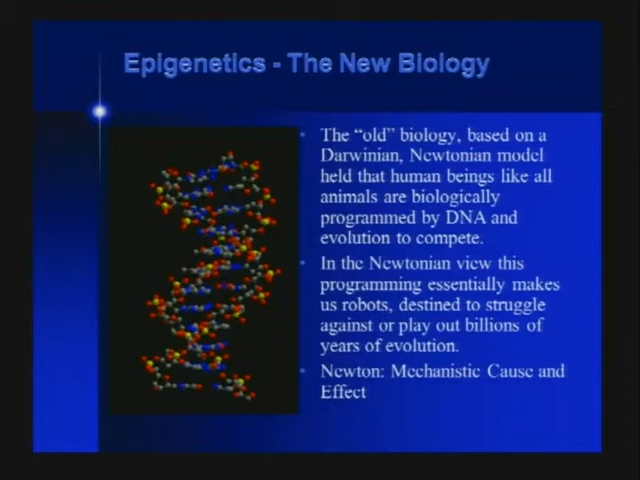 Epigenetics - The New Biology
The “old” biology, based on a
Darwinian, Newtonian model
held that human beings like all
animals are biologically
programmed by DNA and
evolution to compete.
In the Newtonian view this
programming essentially makes
us robots, destined to struggle
against or play out billions of
years of evolution.
Newton: Mechanistic Cause and
Effect